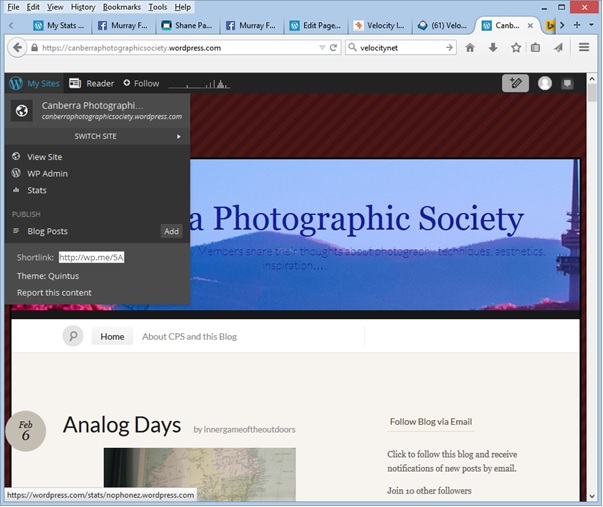 File Edit View History Bookmarks Tools Help
My Stats
Murray F...
Shane Pa...
Murray F...
Edit Page...
Velocity I...
(61) Velo...
Canb...
https://canberraphotographicsociety.wordpress.com
velocitynet
My Sites Reader Follow
Canberra Photographi...
canberraphotographicsociety.wordpress.com
SWITCH SITE
View Site
WP Admin
Stats
PUBLISH
Blog Posts Add
Shortlink: http://wp.me/5A
Theme: Quintus
Report this content
a Photographic Society
Members share their thoughts about photography techniques, aesthetics,
inspiration....
Home About CPS and this Blog
Feb
6
Analog Days by innergameoftheoutdoors
Follow Blog via Email
Click to follow this blog and receive
notifications of new posts by email.
Join 10 other followers
https://wordpress.com/stats/nophonez.wordpress.com